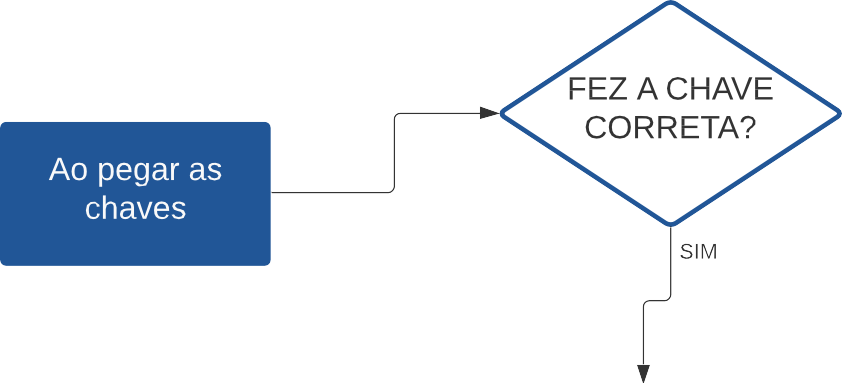 FEZ A CHAVE
CORRETA?
Ao pegar as
chaves
SIM